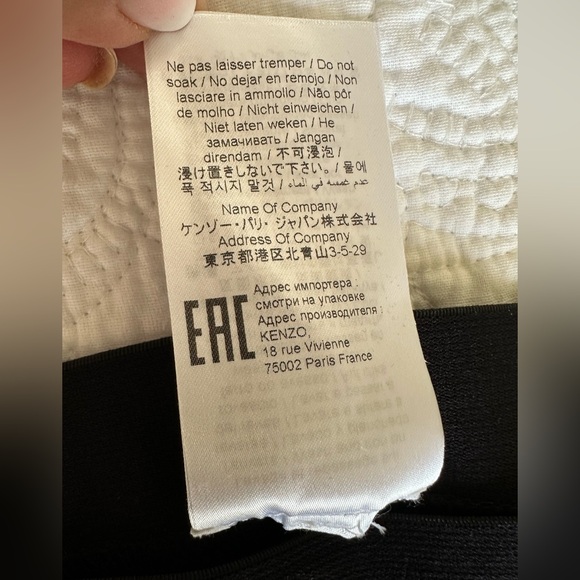 Ne pas laisser tremper / Do not
soak / No dejar en remojo / Non
lasciare in ammollo / Não pôr
de molho / Nicht einweichen /
Niet laten weken / Не
замачивать / Jangan
direndam / 不可浸泡/
浸け置きしないで下さい。/ 물에
푹 적시지 말것 / عدم غمسه في الماء
Name Of Company
ケンゾー・パリ・ジャパン株式会社
Address Of Company
東京都港区北青山3-5-29
EAC
Адрес импортера :
смотри на упаковке
Адрес производителя :
KENZO,
18 rue Vivienne
75002 Paris France